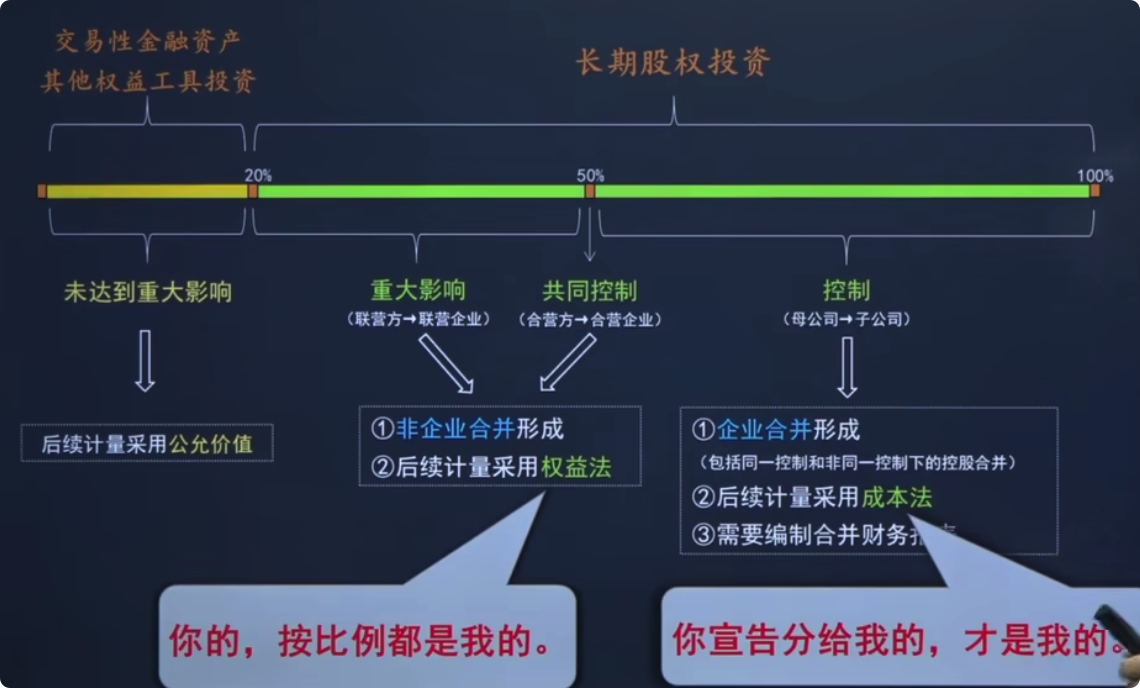 交易性金融资产
其他权益工具投资
长期股权投资
20%
50%
100%
未达到重大影响
重大影响
(联营方→联营企业)
共同控制
(合营方→合营企业)
控制
(母公司→子公司)
后续计量采用公允价值
①非企业合并形成
②后续计量采用权益法
①企业合并形成
(包括同一控制和非同一控制下的控股合并)
②后续计量采用成本法
③需要编制合并财务
你的，按比例都是我的。
你宣告分给我的，才是我的。